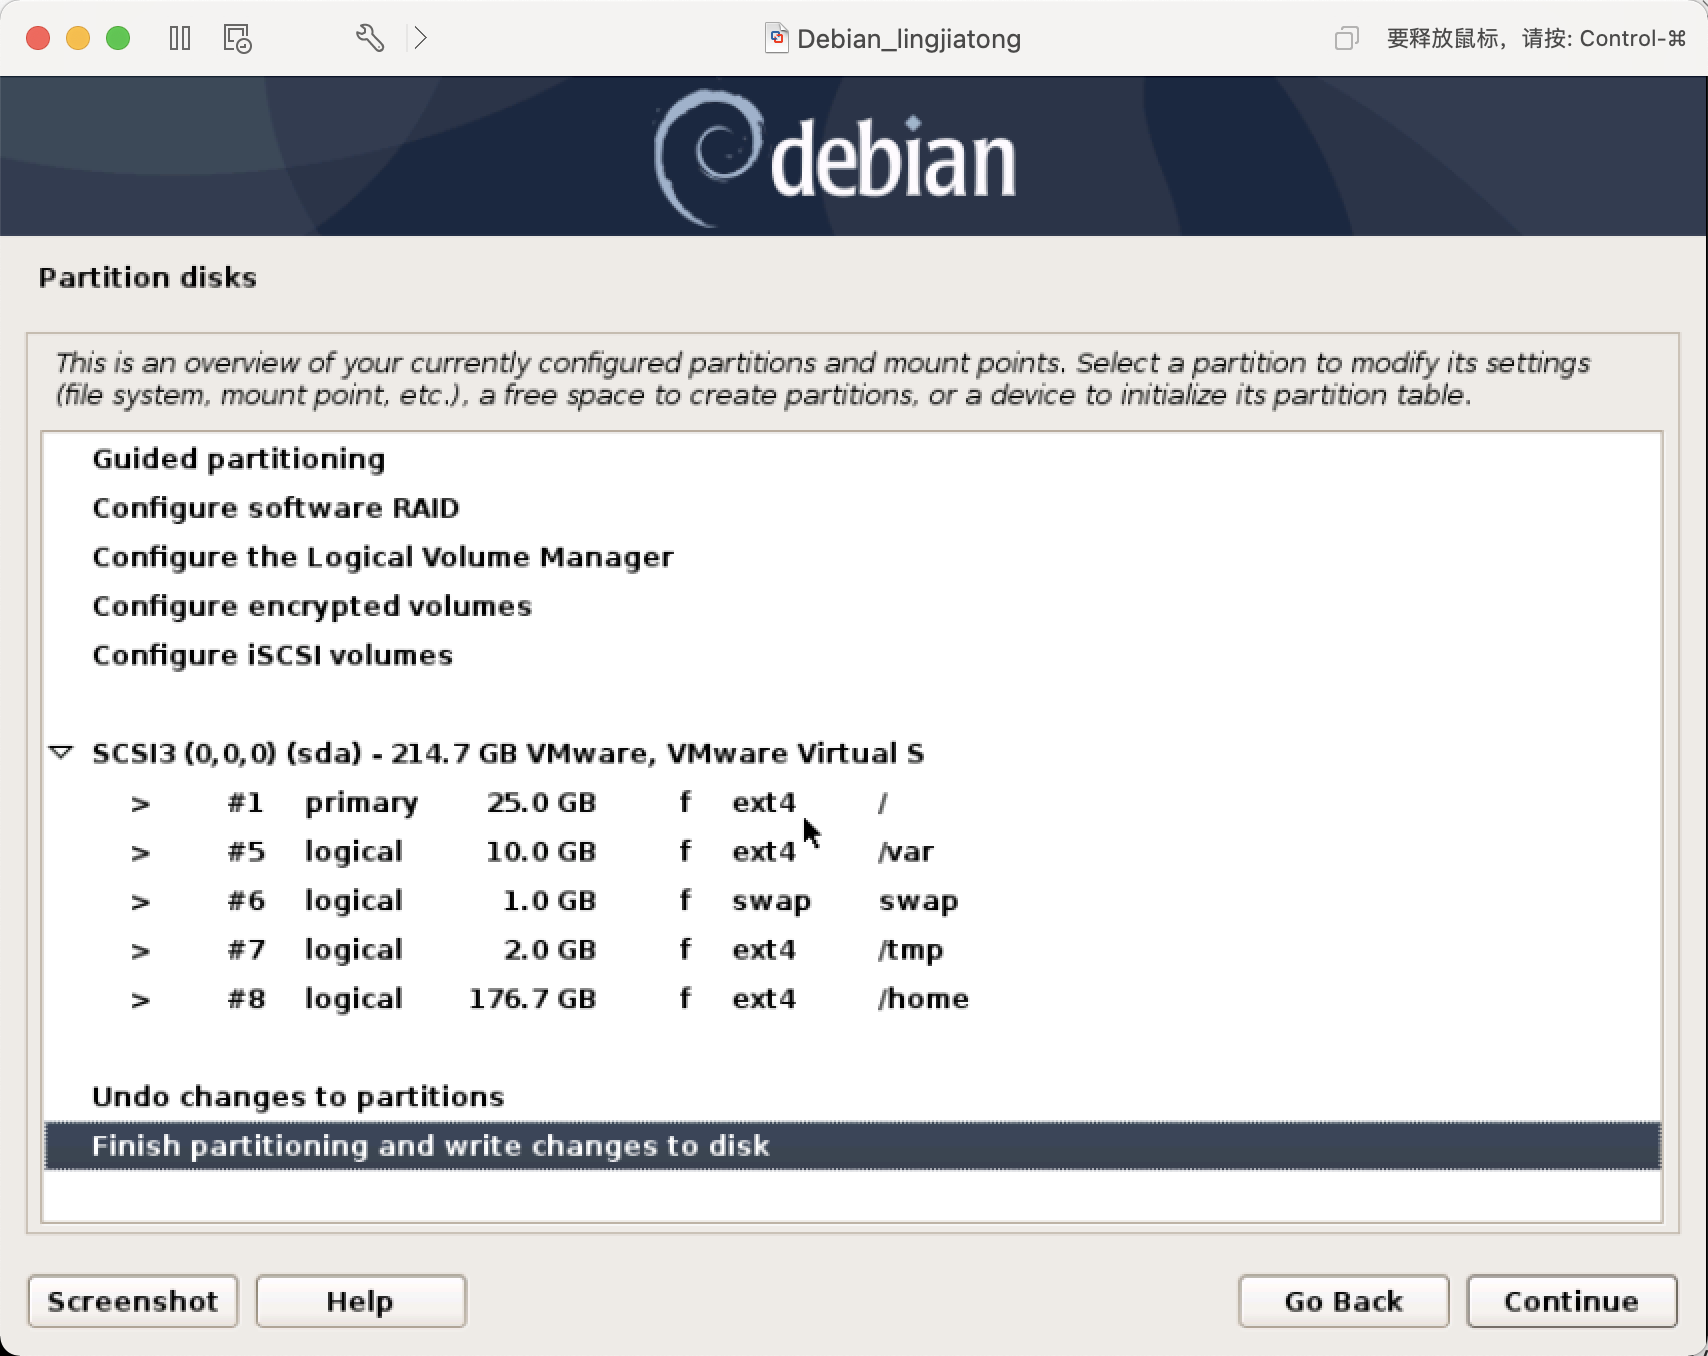 Debian_lingjiatong
要释放鼠标，请按: Control-⌘
debian
Partition disks
This is an overview of your currently configured partitions and mount points. Select a partition to modify its settings
(file system, mount point, etc.), a free space to create partitions, or a device to initialize its partition table.
Guided partitioning
Configure software RAID
Configure the Logical Volume Manager
Configure encrypted volumes
Configure iSCSI volumes
SCSI3 (0,0,0) (sda) - 214.7 GB VMware, VMware Virtual S
> #1 primary 25.0 GB f ext4 /
> #5 logical 10.0 GB f ext4 /var
> #6 logical 1.0 GB f swap swap
> #7 logical 2.0 GB f ext4 /tmp
> #8 logical 176.7 GB f ext4 /home
Undo changes to partitions
Finish partitioning and write changes to disk
Screenshot Help Go Back Continue